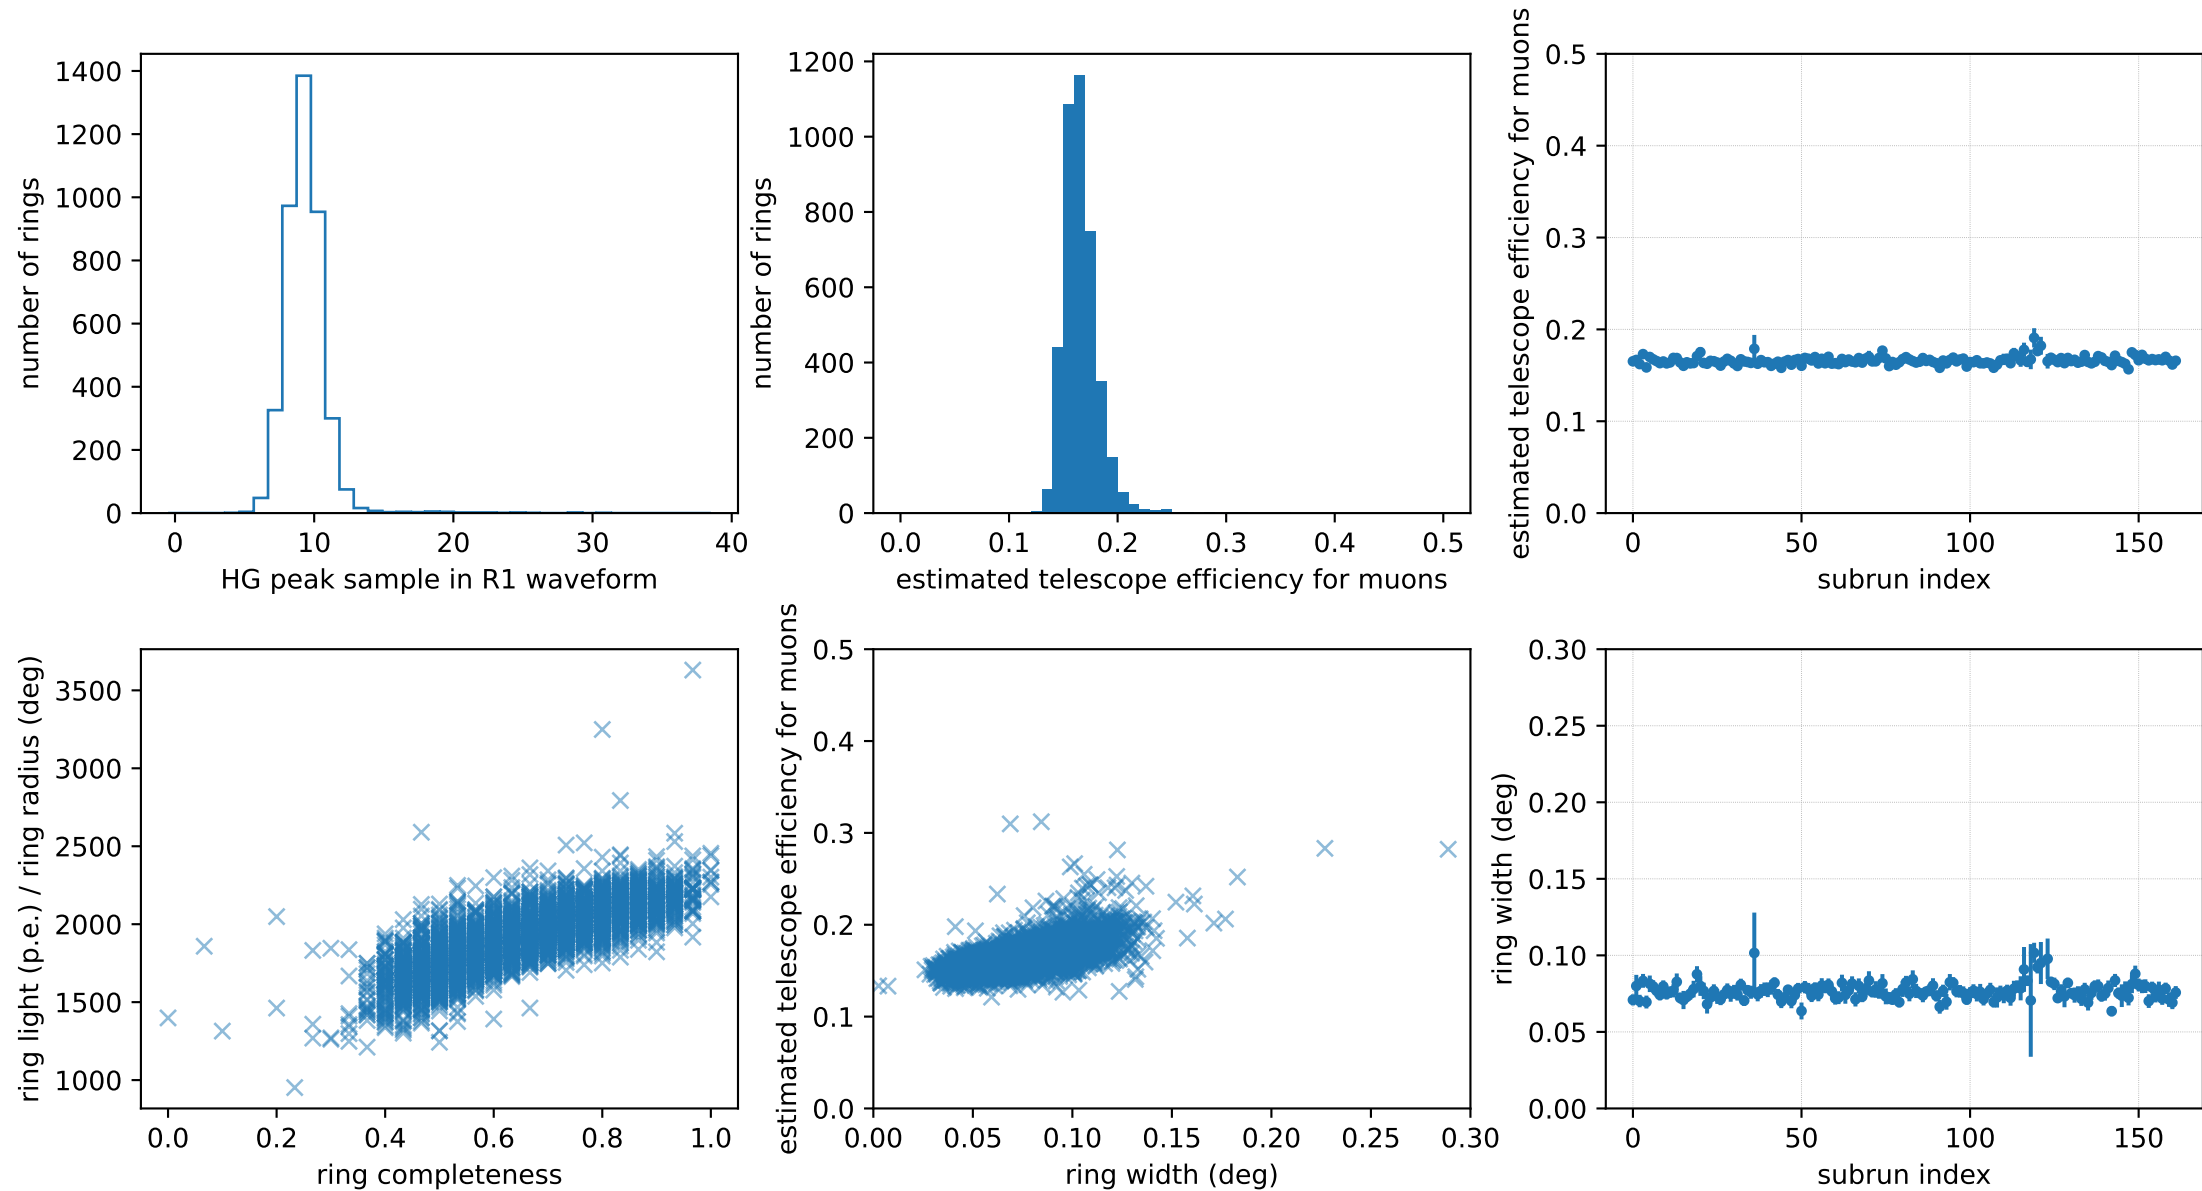 number of rings
1400
1200
1000
800
600
400
200
0
0 10 20 30 40
HG peak sample in R1 waveform
number of rings
1200
1000
800
600
400
200
0
0.0 0.1 0.2 0.3 0.4 0.5
estimated telescope efficiency for muons
estimated telescope efficiency for muons
0.5
0.4
0.3
0.2
0.1
0.0
0 50 100 150
subrun index
ring light (p.e.) / ring radius (deg)
3500
3000
2500
2000
1500
1000
0.0 0.2 0.4 0.6 0.8 1.0
ring completeness
estimated telescope efficiency for muons
0.5
0.4
0.3
0.2
0.1
0.0
0.00 0.05 0.10 0.15 0.20 0.25 0.30
ring width (deg)
ring width (deg)
0.30
0.25
0.20
0.15
0.10
0.05
0.00
0 50 100 150
subrun index